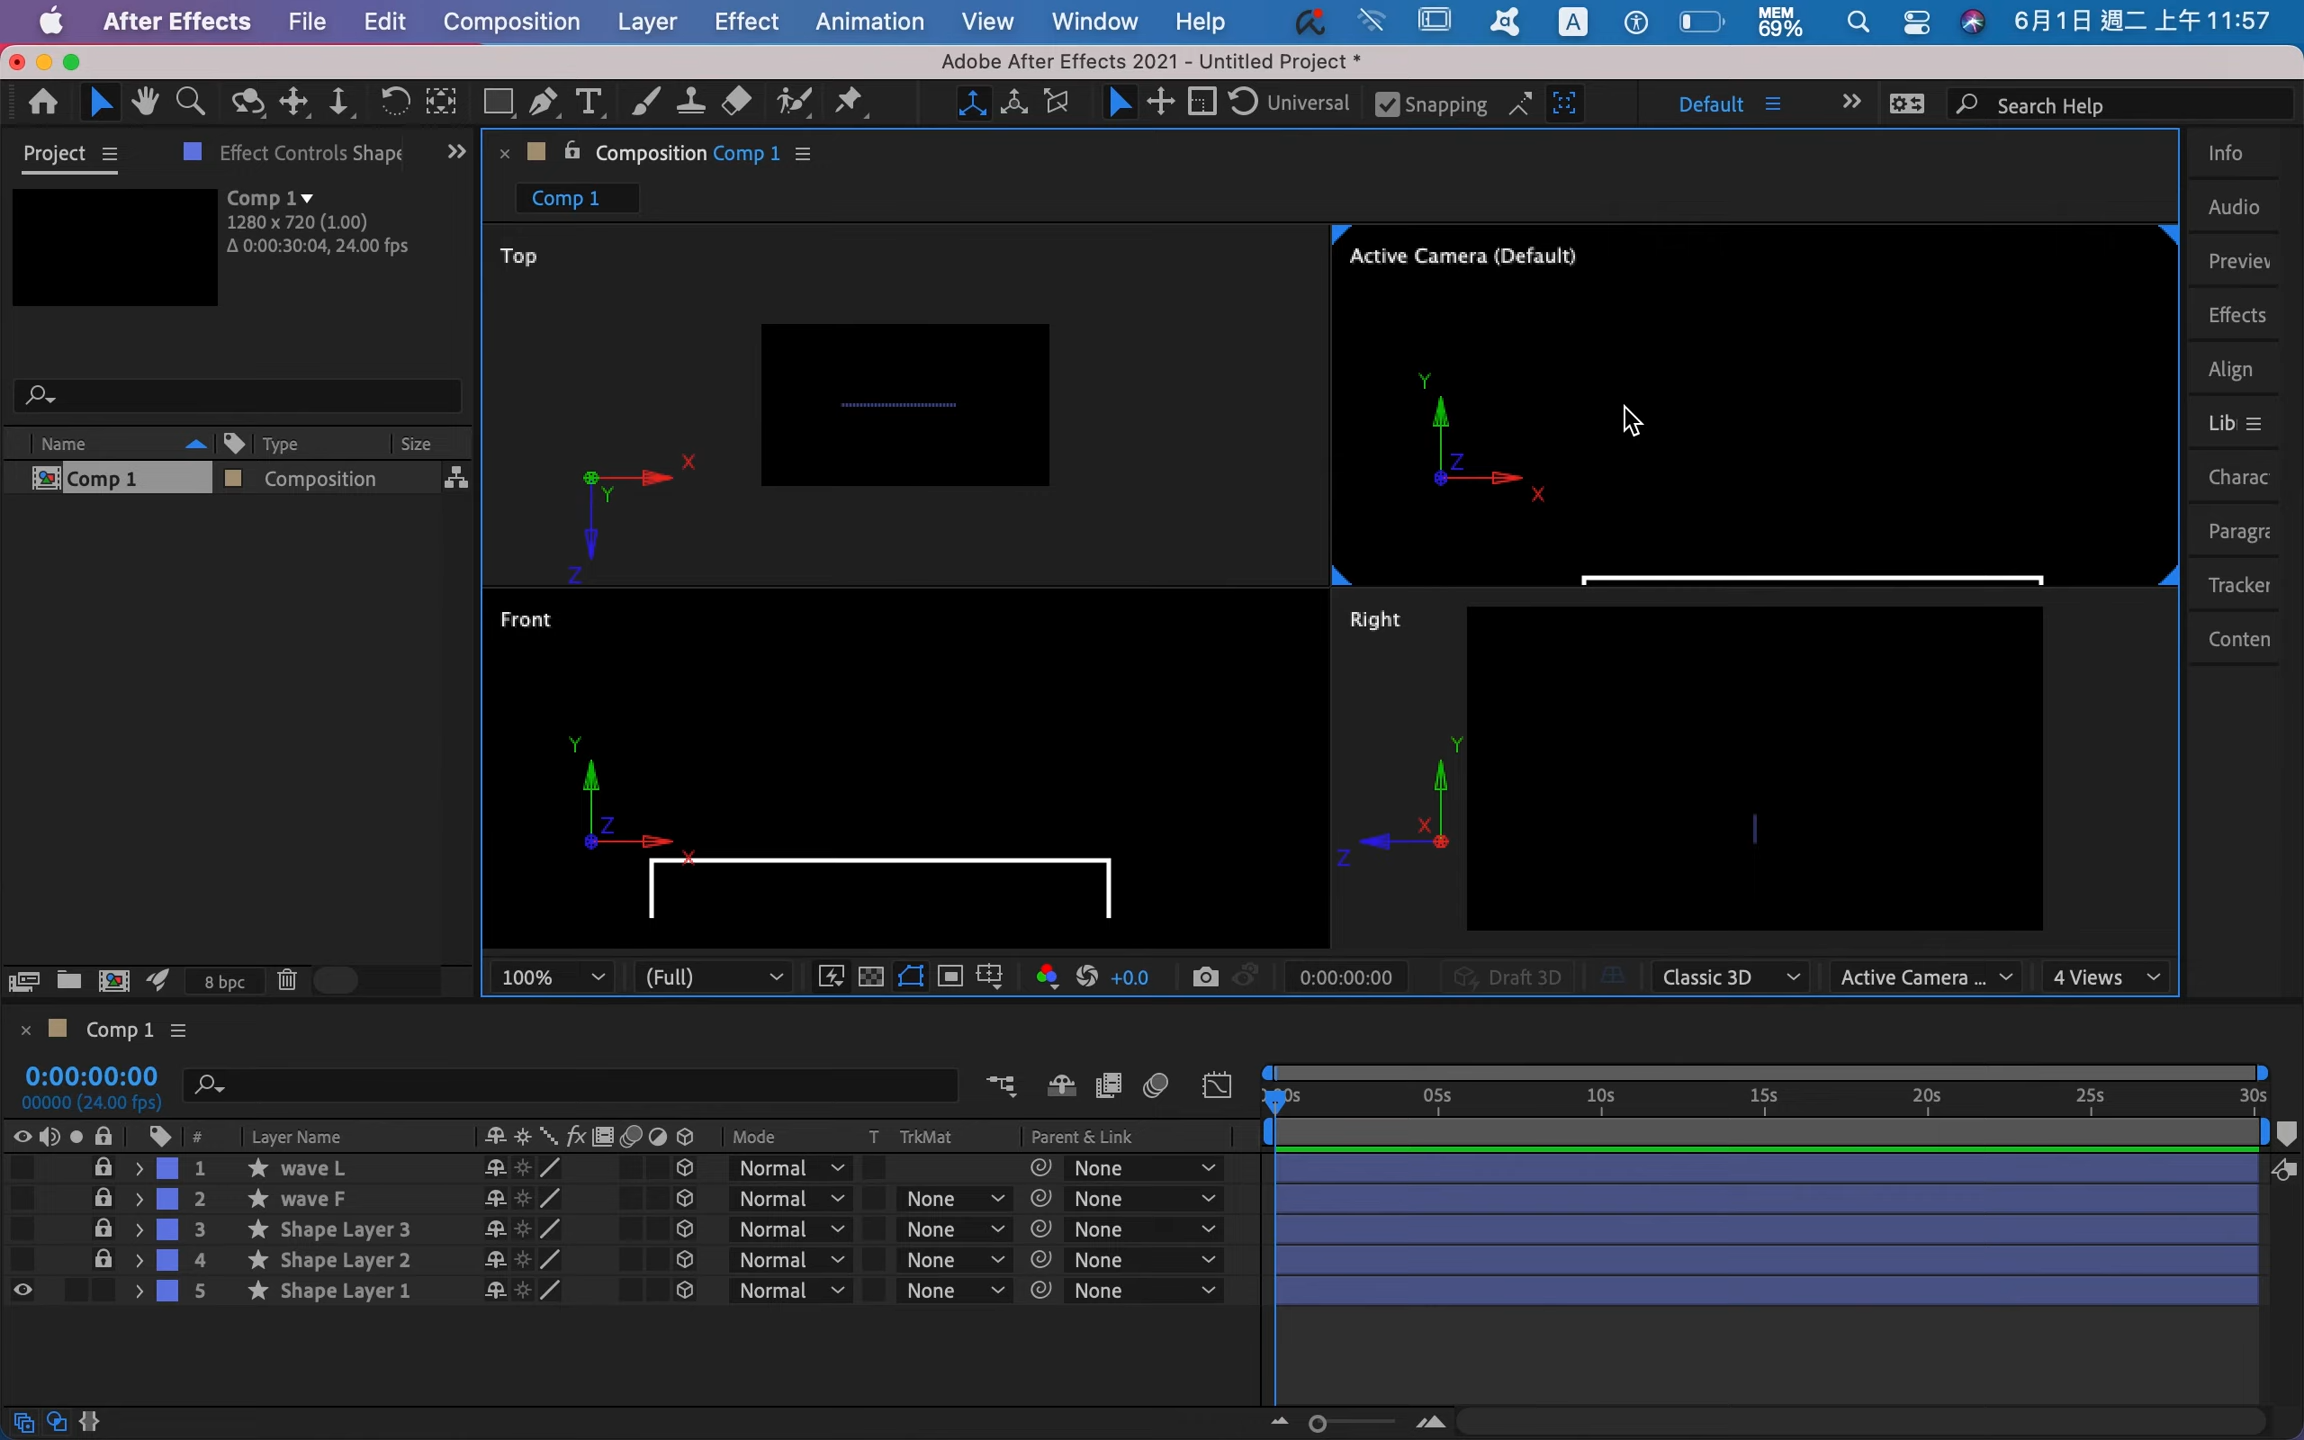 After Effects File Edit Composition Layer Effect Animation View Window Help A MEM 69% 6月1日 週二 上午11:57
Adobe After Effects 2021 - Untitled Project *
T Universal Snapping Default Search Help
Project Effect Controls Shape Composition Comp 1 Info
Comp 1
1280 x 720 (1.00)
Δ 0:00:30:04, 24.00 fps
Comp 1
Audio
Preview
Effects
Align
Lib
Charac
Paragra
Tracker
Conten
Name Type Size
Comp 1 Composition
Top
X
Y
Z
Active Camera (Default)
Y
Z
X
Front
Y
Z
X
Right
Y
X
Z
8 bpc
100% (Full) +0.0 0:00:00:00 Draft 3D Classic 3D Active Camera ... 4 Views
Comp 1
0:00:00:00
00000 (24.00 fps)
05s 10s 15s 20s 25s 30s
# Layer Name fx Mode T TrkMat Parent & Link
1 wave L Normal None
2 wave F Normal None None
3 Shape Layer 3 Normal None None
4 Shape Layer 2 Normal None None
5 Shape Layer 1 Normal None None